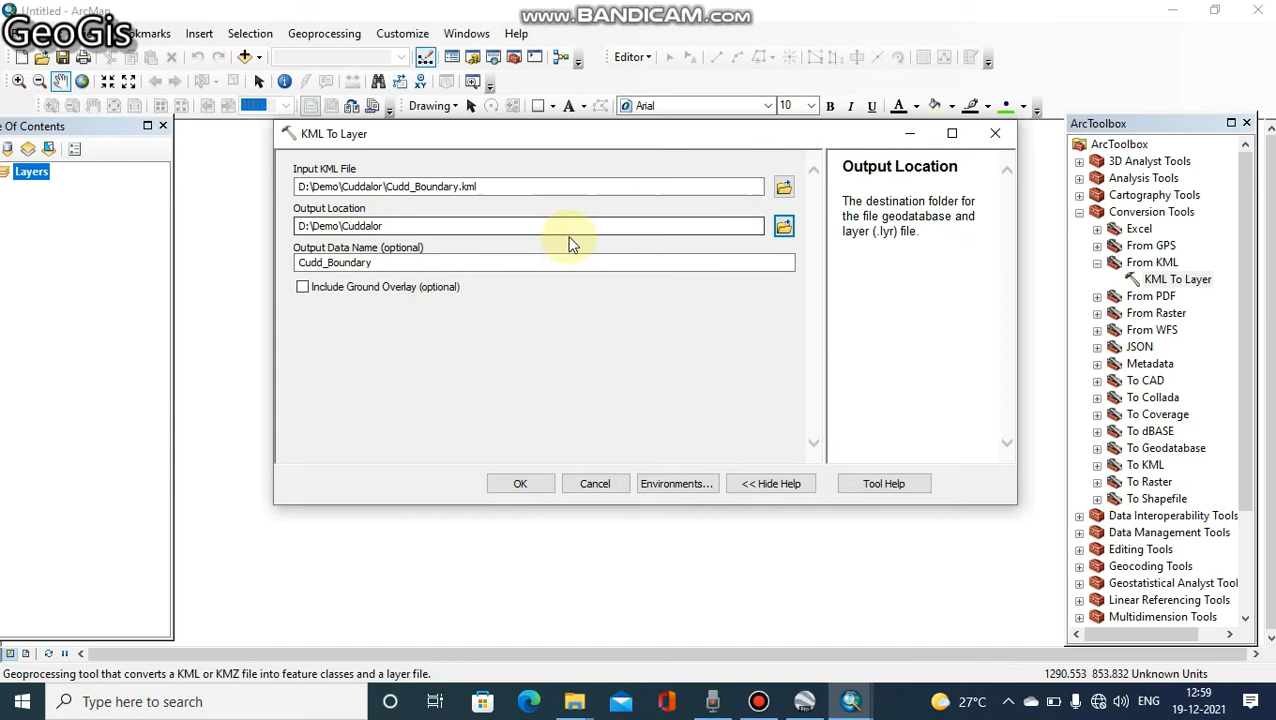 Untitled - ArcMap
www.BANDICAM.com
GeoGis
okmarks Insert Selection Geoprocessing Customize Windows Help
Editor
Drawing
Arial
10
B I U A
e Of Contents
Layers
KML To Layer
Input KML File
D:\Demo\Cuddalor\Cudd_Boundary.kml
Output Location
D:\Demo\Cuddalor
Output Data Name (optional)
Cudd_Boundary
Include Ground Overlay (optional)
OK Cancel Environments... << Hide Help Tool Help
Output Location
The destination folder for
the file geodatabase and
layer (.lyr) file.
ArcToolbox
ArcToolbox
3D Analyst Tools
Analysis Tools
Cartography Tools
Conversion Tools
Excel
From GPS
From KML
KML To Layer
From PDF
From Raster
From WFS
JSON
Metadata
To CAD
To Collada
To Coverage
To dBASE
To Geodatabase
To KML
To Raster
To Shapefile
Data Interoperability Tools
Data Management Tools
Editing Tools
Geocoding Tools
Geostatistical Analyst Tool
Linear Referencing Tools
Multidimension Tools
Geoprocessing tool that converts a KML or KMZ file into feature classes and a layer file.
1290.553 853.832 Unknown Units
Type here to search
27°C
ENG
12:59
19-12-2021